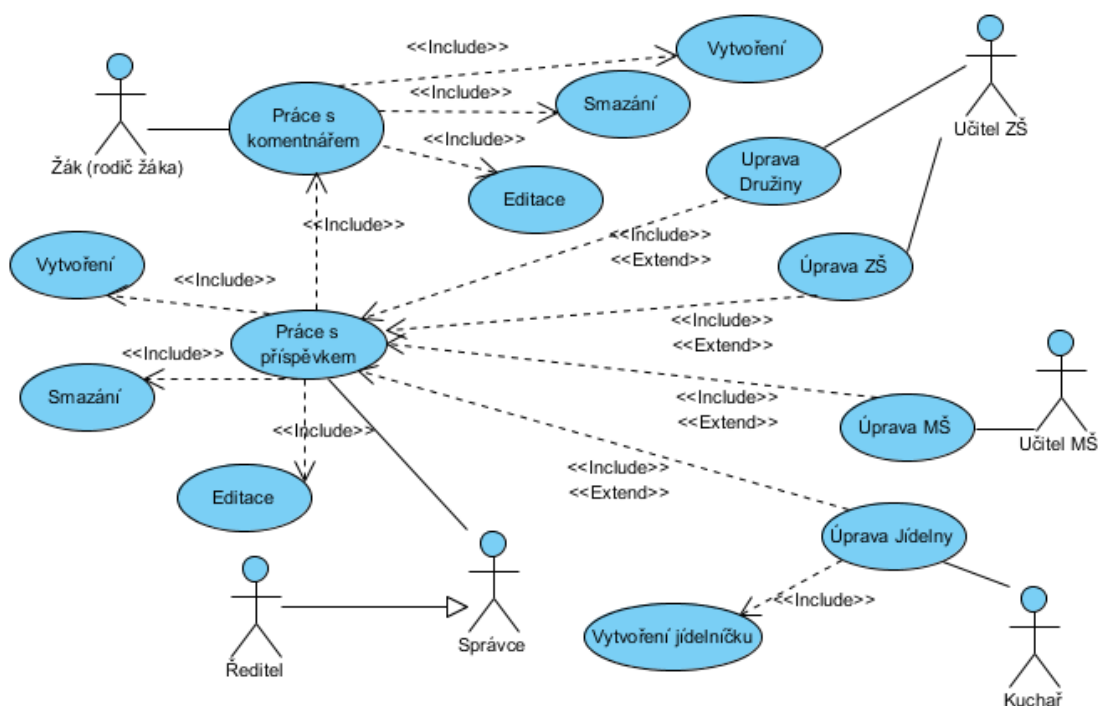 <<Include>>
Vytvoření
<<Include>>
Smazání
Práce s
komentnářem
Žák (rodič žáka)
<<Include>>
Editace
Učitel ZŠ
Uprava
Družiny
<<Include>>
<<Include>>
<<Extend>>
Úprava ZŠ
Vytvoření
<<Include>>
Práce s
příspěvkem
<<Include>>
<<Extend>>
<<Include>>
Smazání
<<Include>>
<<Extend>>
Úprava MŠ
Učitel MŠ
<<Include>>
Editace
<<Include>>
<<Extend>>
Úprava Jídelny
<<Include>>
Vytvoření jídelníčku
Ředitel
Správce
Kuchař